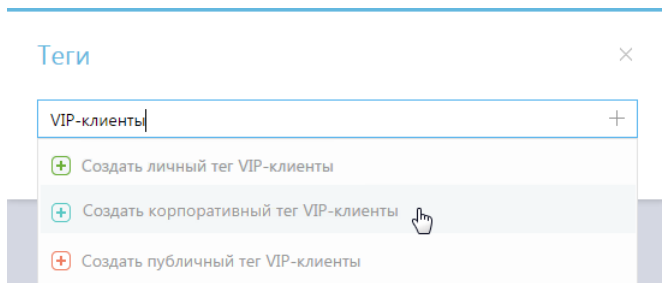 Теги
VIP-клиенты
Создать личный тег VIP-клиенты
Создать корпоративный тег VIP-клиенты
Создать публичный тег VIP-клиенты